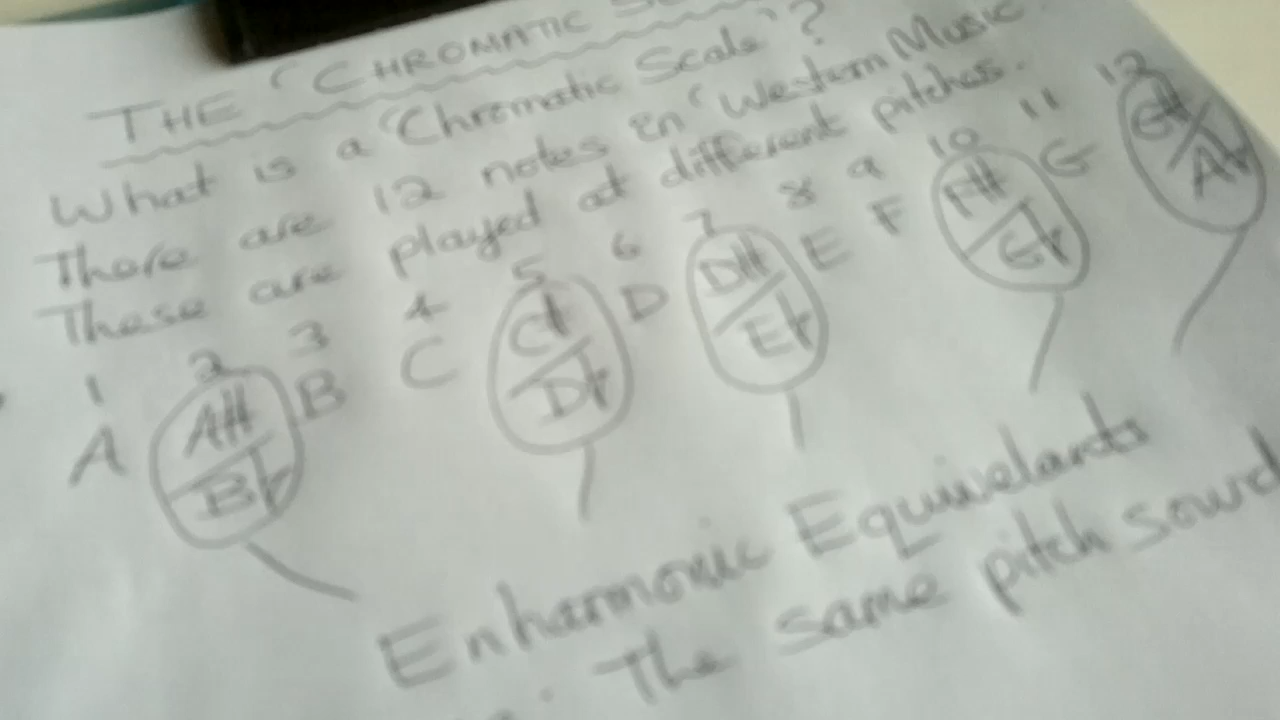 THE 'CHROMATIC
What is a 'Chromatic Scale'?
There are 12 notes in 'Western Music
These are played at different pitches.
1 2 3 4 5 6 7 8 9 10 11 12
A A#/Bb B C C#/Db D D#/Eb E F F#/Gb G G#/Ab
Enharmonic Equivelants
The same pitch sound